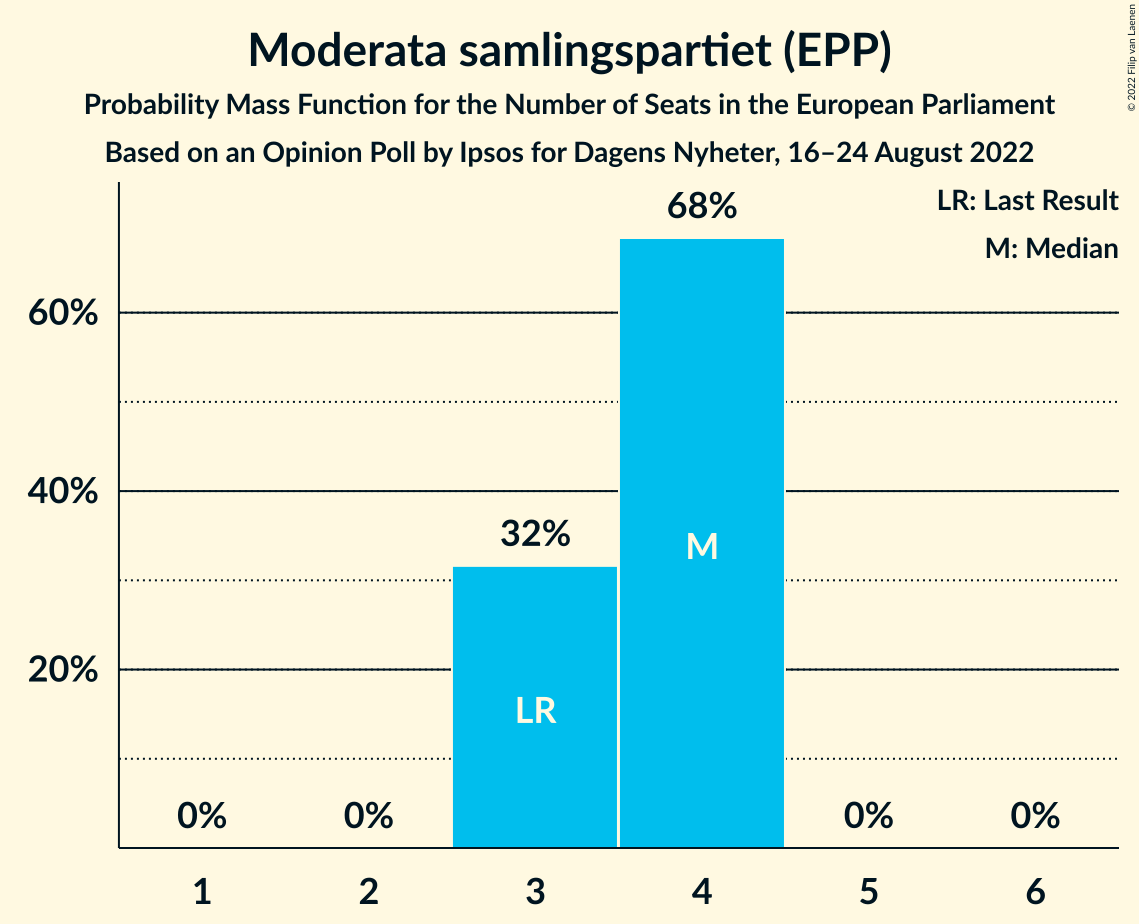 Moderata samlingspartiet (EPP)
Probability Mass Function for the Number of Seats in the European Parliament
Based on an Opinion Poll by Ipsos for Dagens Nyheter, 16–24 August 2022
© 2022 Filip van Laenen
LR: Last Result
M: Median
60%
40%
20%
0%
0%
32%
68%
0%
0%
LR
M
1
2
3
4
5
6